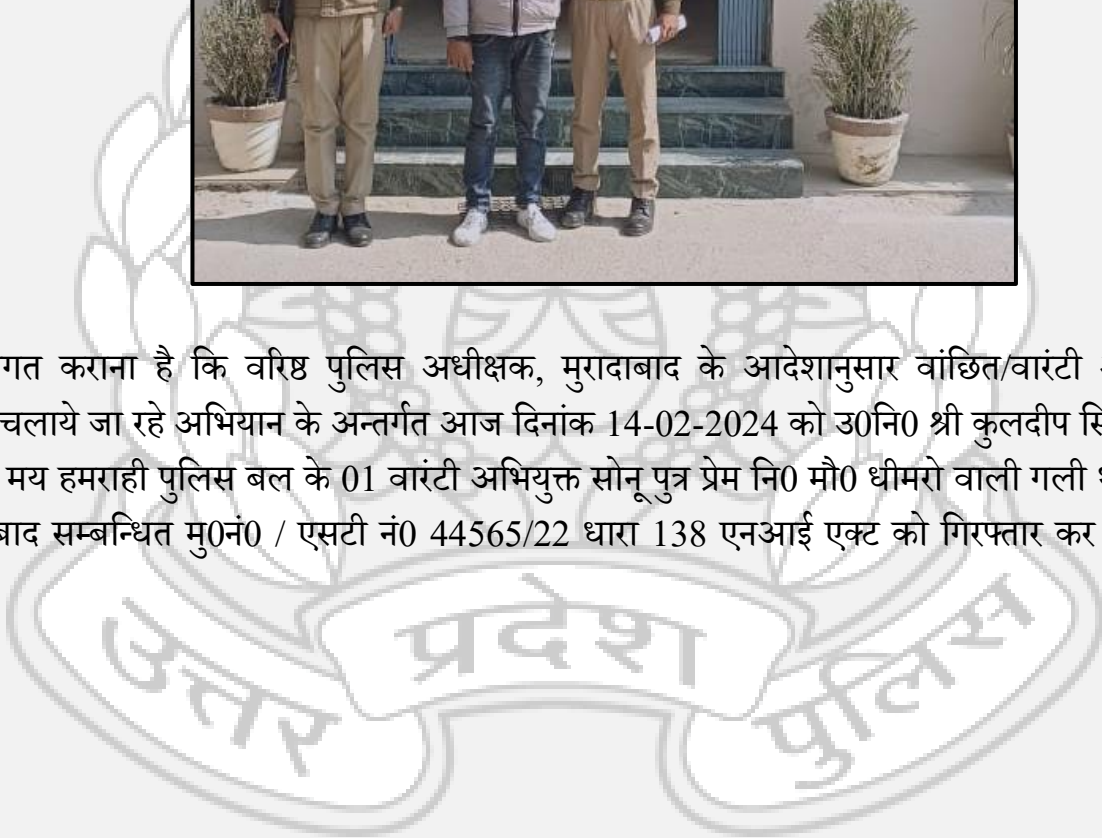 गत कराना है कि वरिष्ठ पुलिस अधीक्षक, मुरादाबाद के आदेशानुसार वांछित/वारंटी
चलाये जा रहे अभियान के अन्तर्गत आज दिनांक 14-02-2024 को उ0नि0 श्री कुलदीप सि
मय हमराही पुलिस बल के 01 वारंटी अभियुक्त सोनू पुत्र प्रेम नि0 मौ0 धीमरो वाली गली
बाद सम्बन्धित मु0नं0 / एसटी नं0 44565/22 धारा 138 एनआई एक्ट को गिरफ्तार कर
उत्तर प्रदेश पुलिस